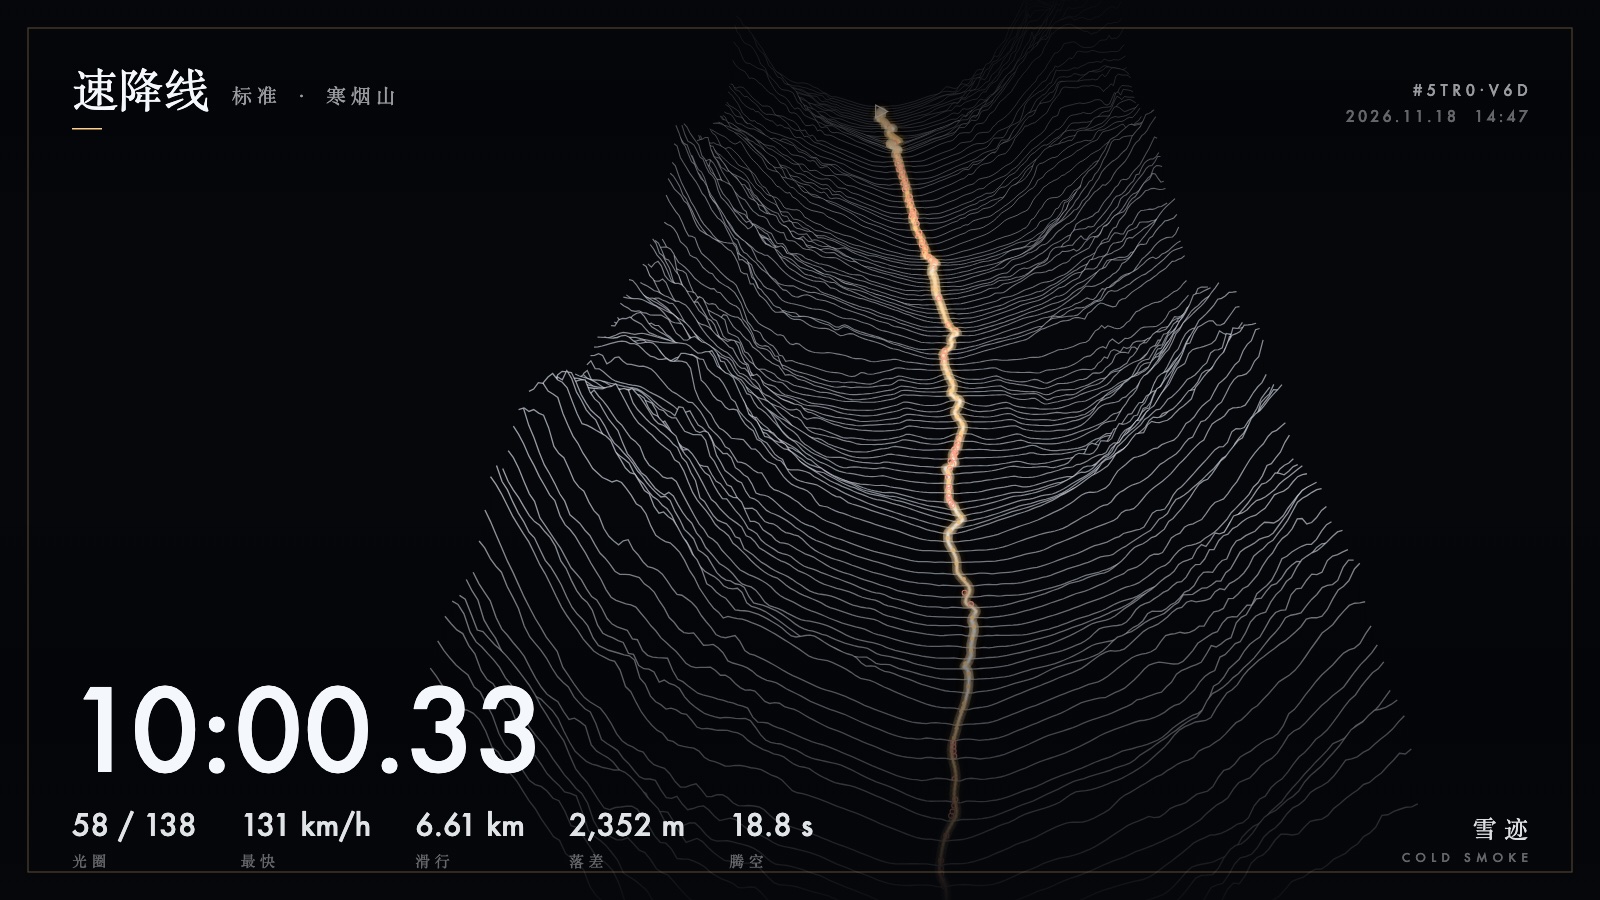 速降线 标准 · 寒烟山
#5TR0·V6D
2026.11.18 14:47
10:00.33
58 / 138 131 km/h 6.61 km 2,352 m 18.8 s
光圈 最快 滑行 落差 腾空
雪迹
COLD SMOKE